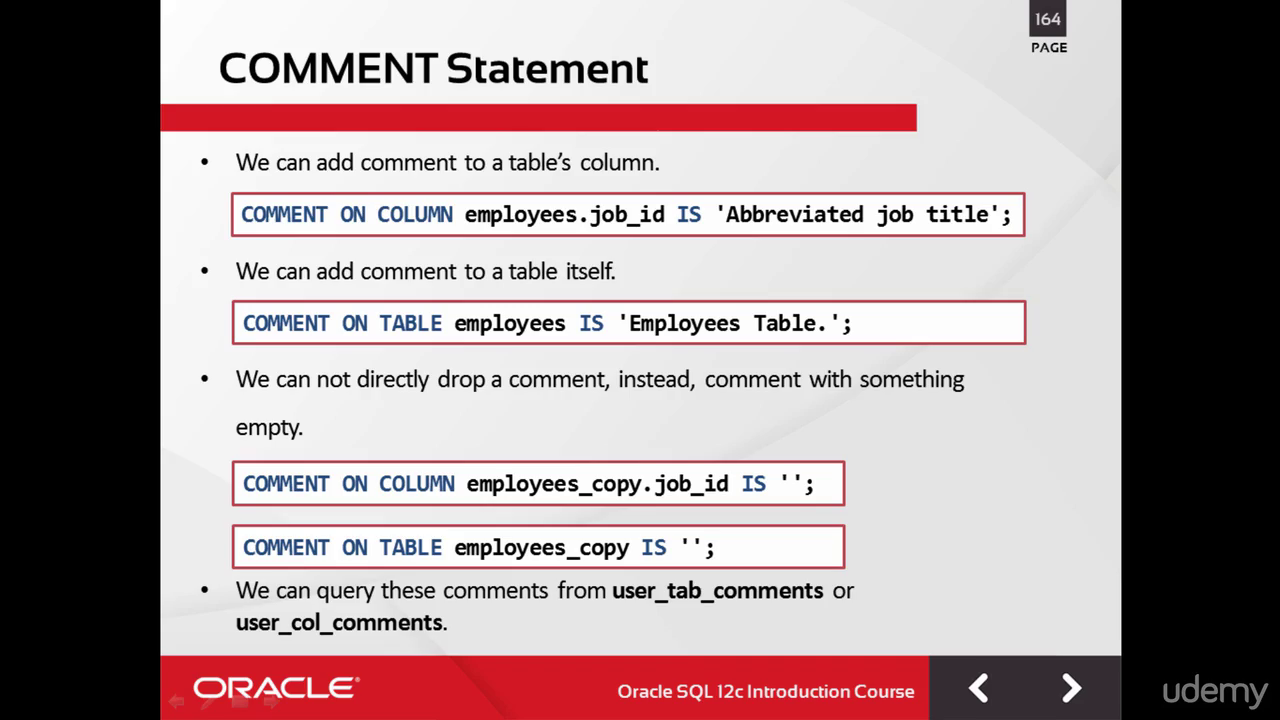 164
PAGE
COMMENT Statement
• We can add comment to a table's column.
COMMENT ON COLUMN employees.job_id IS 'Abbreviated job title';
• We can add comment to a table itself.
COMMENT ON TABLE employees IS 'Employees Table.';
• We can not directly drop a comment, instead, comment with something
empty.
COMMENT ON COLUMN employees_copy.job_id IS '';
COMMENT ON TABLE employees_copy IS '';
• We can query these comments from user_tab_comments or
user_col_comments.
ORACLE®
Oracle SQL 12c Introduction Course
udemy